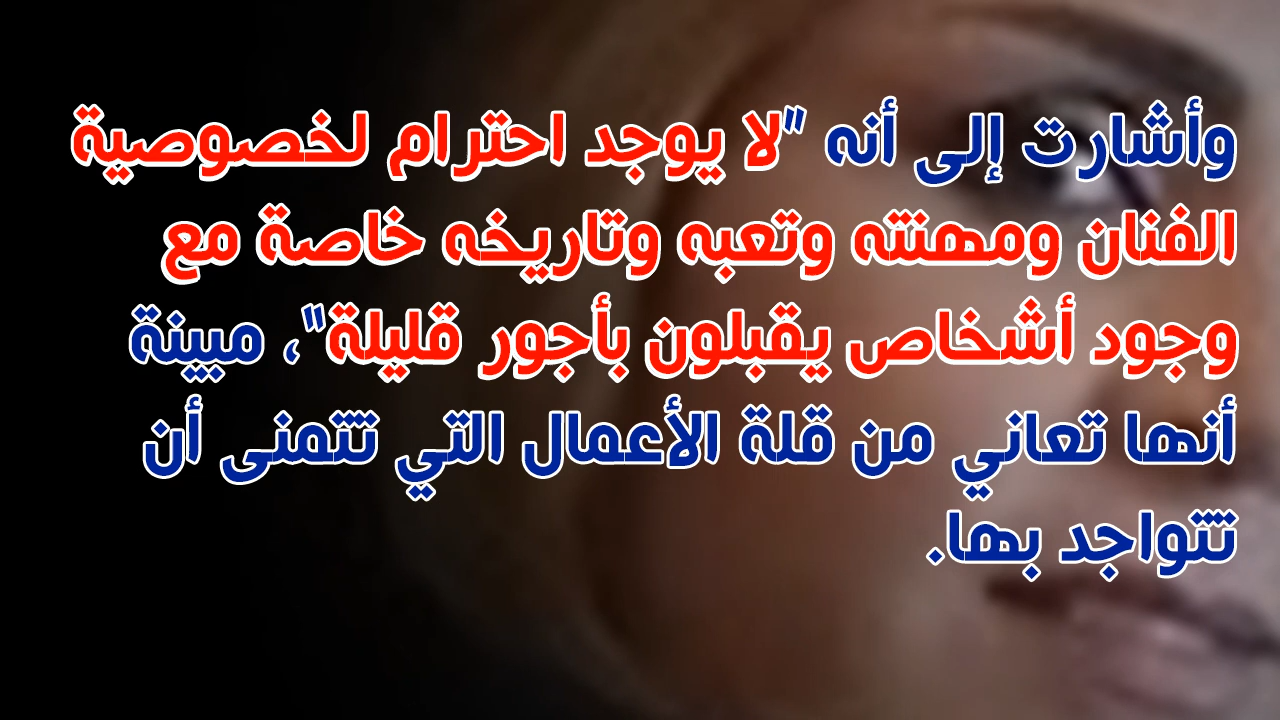 وأشارت إلى أنه "لا يوجد احترام لخصوصية
الفنان ومهنته وتعبه وتاريخه خاصة مع
وجود أشخاص يقبلون بأجور قليلة"، مبينة
أنها تعاني من قلة الأعمال التي تتمنى أن
تتواجد بها.